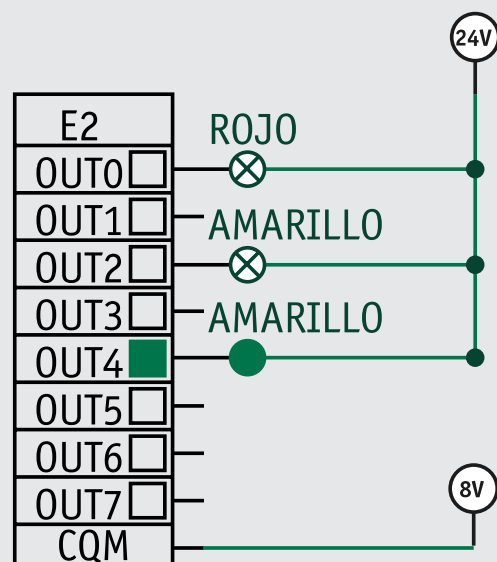 24V
E2
ROJO
OUT0
OUT1
AMARILLO
OUT2
OUT3
AMARILLO
OUT4
OUT5
OUT6
OUT7
8V
CQM